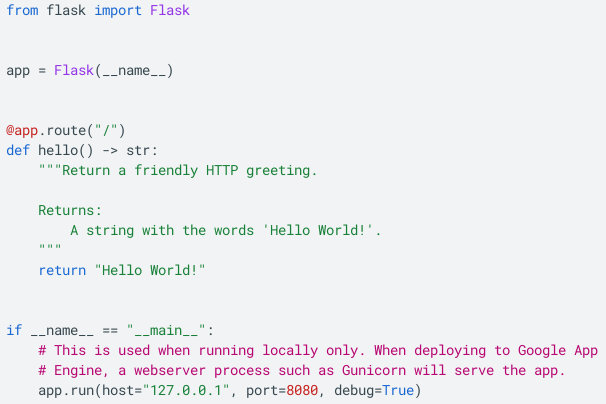 from flask import Flask
app = Flask(__name__)
@app.route("/")
def hello() -> str:
    """Return a friendly HTTP greeting.
    Returns:
        A string with the words 'Hello World!'.
    """
    return "Hello World!"
if __name__ == "__main__":
    # This is used when running locally only. When deploying to Google App
    # Engine, a webserver process such as Gunicorn will serve the app.
    app.run(host="127.0.0.1", port=8080, debug=True)